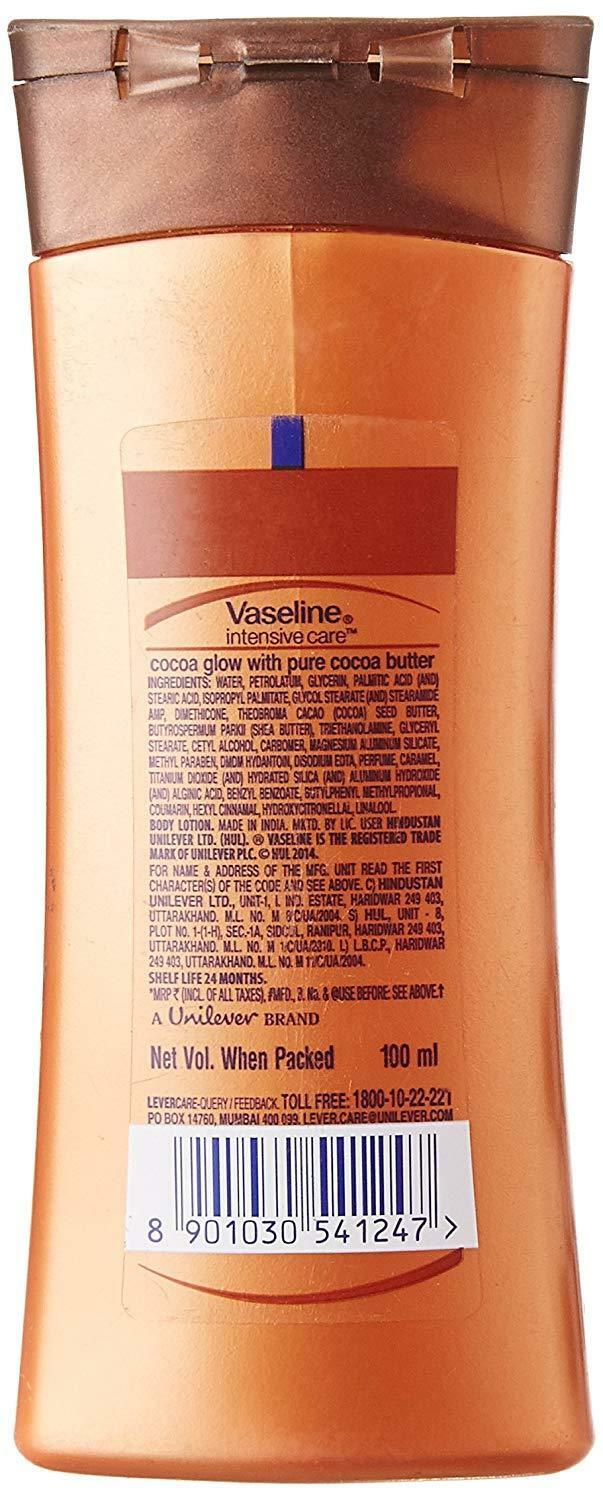 Vaseline®
intensive care™
cocoa glow with pure cocoa butter
INGREDIENTS: WATER, PETROLATUM, GLYCERIN, PALMITIC ACID (AND)
STEARIC ACID, ISOPROPYL PALMITATE, GLYCOL STEARATE (AND) STEARAMIDE
AMP, DIMETHICONE, THEOBROMA CACAO (COCOA) SEED BUTTER,
BUTYROSPERMUM PARKII (SHEA BUTTER), TRIETHANOLAMINE, GLYCERYL
STEARATE, CETYL ALCOHOL, CARBOMER, MAGNESIUM ALUMINUM SILICATE,
METHYL PARABEN, DMDM HYDANTOIN, DISODIUM EDTA, PERFUME, CARAMEL,
TITANIUM DIOXIDE (AND) HYDRATED SILICA (AND) ALUMINUM HYDROXIDE
(AND) ALGINIC ACID, BENZYL BENZOATE, BUTYLPHENYL METHYLPROPIONAL,
COUMARIN, HEXYL CINNAMAL, HYDROXYCITRONELLAL, LINALOOL.
BODY LOTION. MADE IN INDIA. MKTD. BY LIC. USER HINDUSTAN
UNILEVER LTD. (HUL). ® VASELINE IS THE REGISTERED TRADE
MARK OF UNILEVER PLC. © HUL 2014.
FOR NAME & ADDRESS OF THE MFG. UNIT READ THE FIRST
CHARACTER(S) OF THE CODE AND SEE ABOVE. C) HINDUSTAN
UNILEVER LTD., UNIT-1, I. IND. ESTATE, HARIDWAR 249 403,
UTTARAKHAND. M.L. NO. M 8/C/UA/2004. S) HUL, UNIT - 8,
PLOT NO. 1-(1-H), SEC.-1A, SIDCUL, RANIPUR, HARIDWAR 249 403,
UTTARAKHAND. M.L. NO. L) L.B.C.P., HARIDWAR
249 403, UTTARAKHAND. M.L. NO.
SHELF LIFE 24 MONTHS.
*MRP ₹ (INCL. OF ALL TAXES), #MFD., B. No. & @USE BEFORE: SEE ABOVE.†
A Unilever BRAND
Net Vol. When Packed 100 ml
LEVERCARE-QUERY / FEEDBACK. TOLL FREE: 1800-10-22-221
PO BOX 14760, MUMBAI 400 099. LEVER.CARE@UNILEVER.COM
8 901030 541247 >